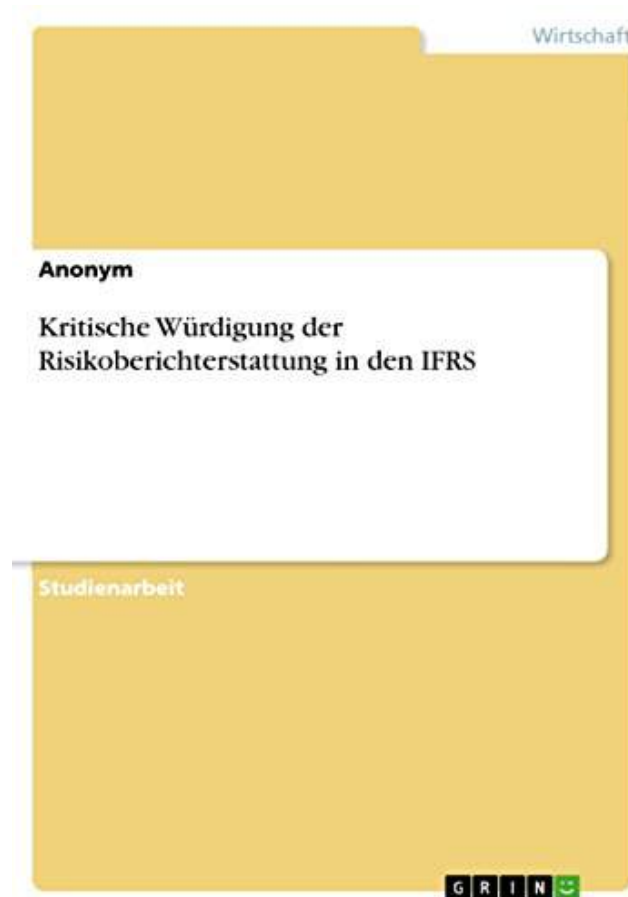 Wirtschaft
Anonym
Kritische Würdigung der
Risikoberichterstattung in den IFRS
Studienarbeit
GRIN